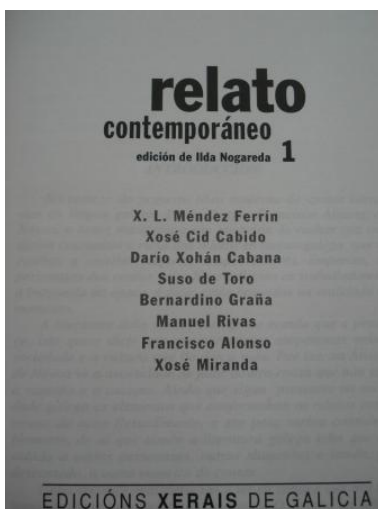 relato
contemporáneo
edición de Ilda Nogareda 1
X. L. Méndez Ferrín
Xosé Cid Cabido
Darío Xohán Cabana
Suso de Toro
Bernardino Graña
Manuel Rivas
Francisco Alonso
Xosé Miranda
EDICIÓNS XERAIS DE GALICIA